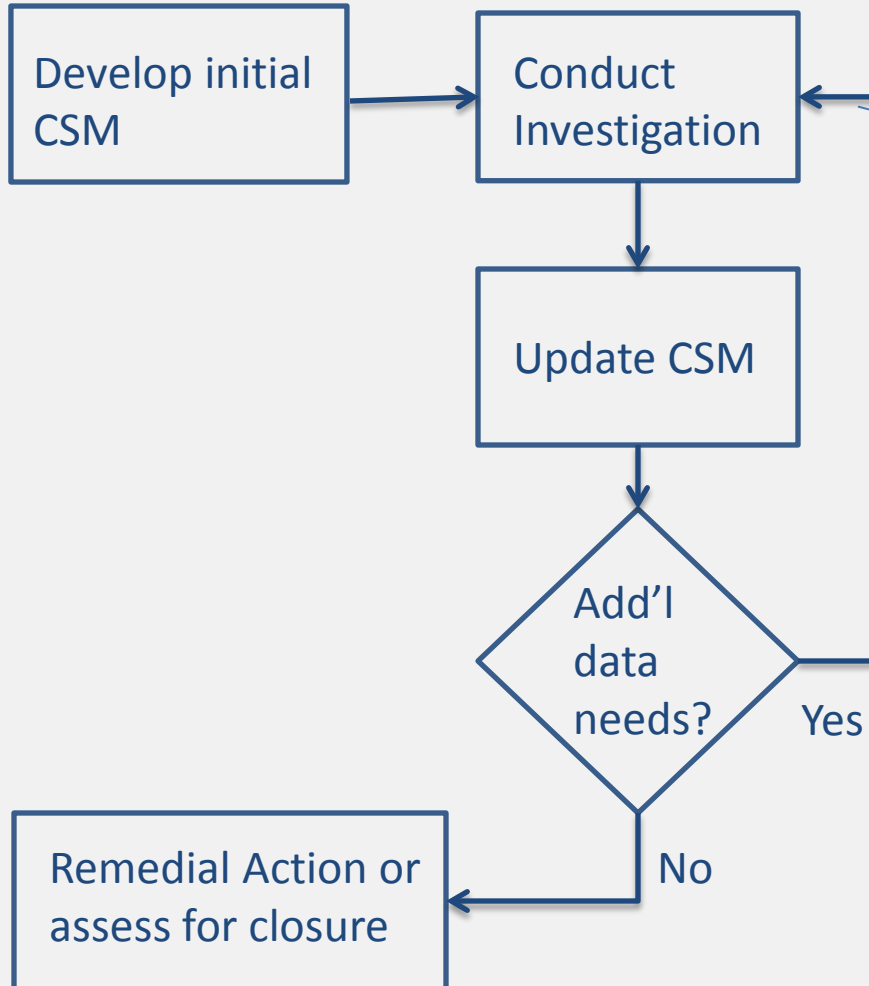 Develop initial
CSM
Conduct
Investigation
Update CSM
Add’l
data
needs?
Yes
No
Remedial Action or
assess for closure